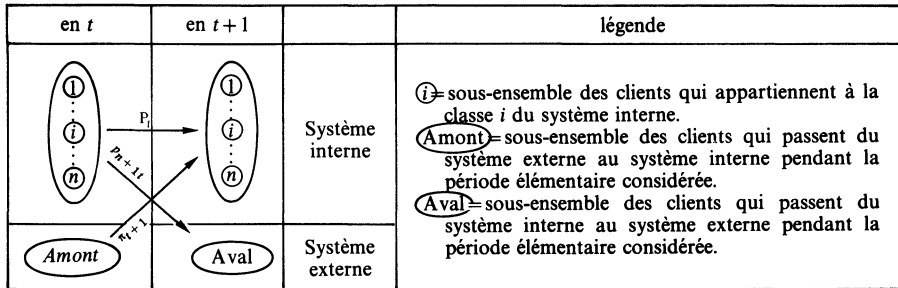 en t
en t + 1
légende
1
i
n
P_t
p_{n+1t}
π_{t+1}
1
i
n
Système
interne
(i)= sous-ensemble des clients qui appartiennent à la
classe i du système interne.
(Amont)= sous-ensemble des clients qui passent du
système externe au système interne pendant la
période élémentaire considérée.
(Aval)= sous-ensemble des clients qui passent du
système interne au système externe pendant la
période élémentaire considérée.
Amont
Aval
Système
externe